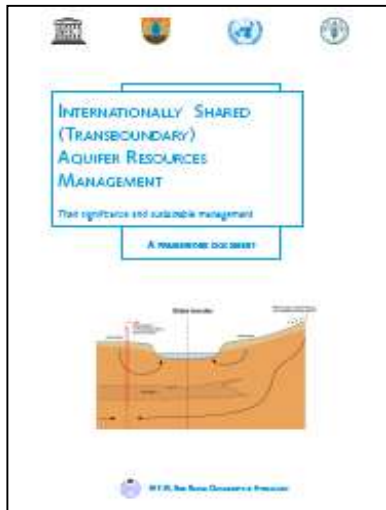 INTERNATIONALLY SHARED
(TRANSBOUNDARY)
AQUIFER RESOURCES
MANAGEMENT
Their significance and sustainable management
A FRAMEWORK DOCUMENT